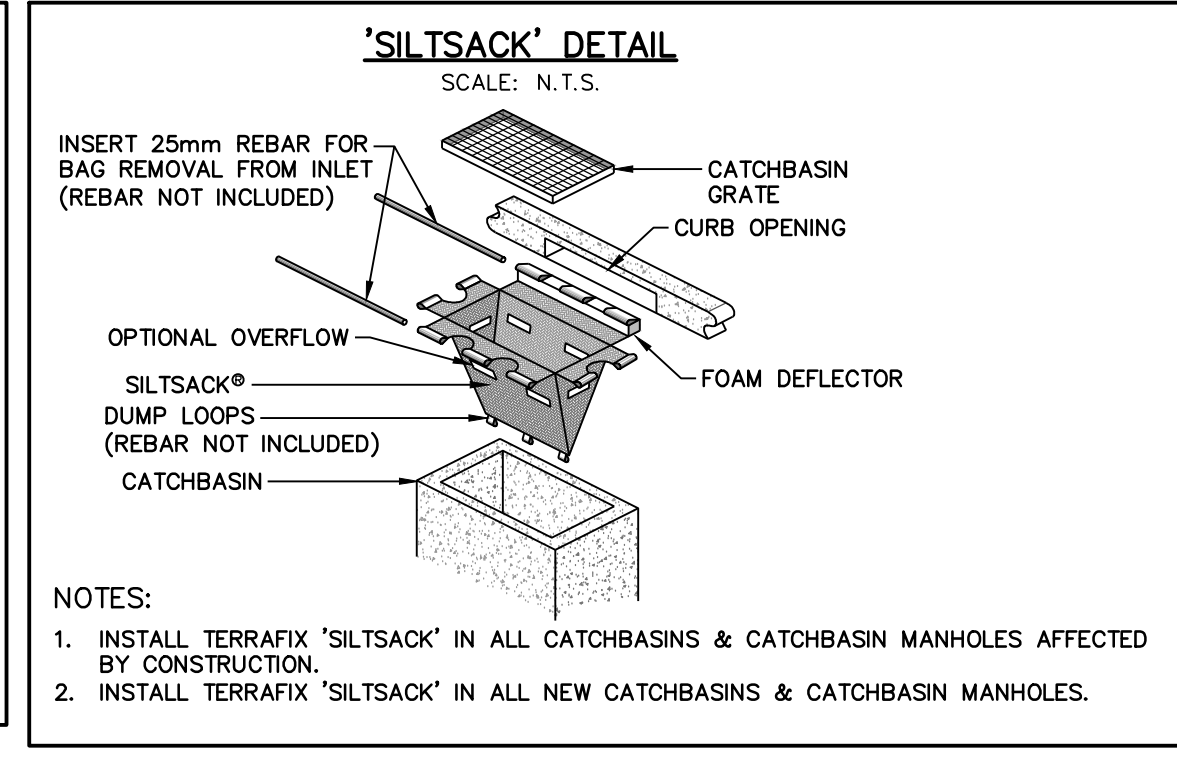 'SILTSACK' DETAIL
SCALE: N.T.S.
INSERT 25mm REBAR FOR
BAG REMOVAL FROM INLET
(REBAR NOT INCLUDED)
CATCHBASIN
GRATE
CURB OPENING
OPTIONAL OVERFLOW
SILTSACK®
FOAM DEFLECTOR
DUMP LOOPS
(REBAR NOT INCLUDED)
CATCHBASIN
NOTES:
1. INSTALL TERRAFIX 'SILTSACK' IN ALL CATCHBASINS & CATCHBASIN MANHOLES AFFECTED
BY CONSTRUCTION.
2. INSTALL TERRAFIX 'SILTSACK' IN ALL NEW CATCHBASINS & CATCHBASIN MANHOLES.